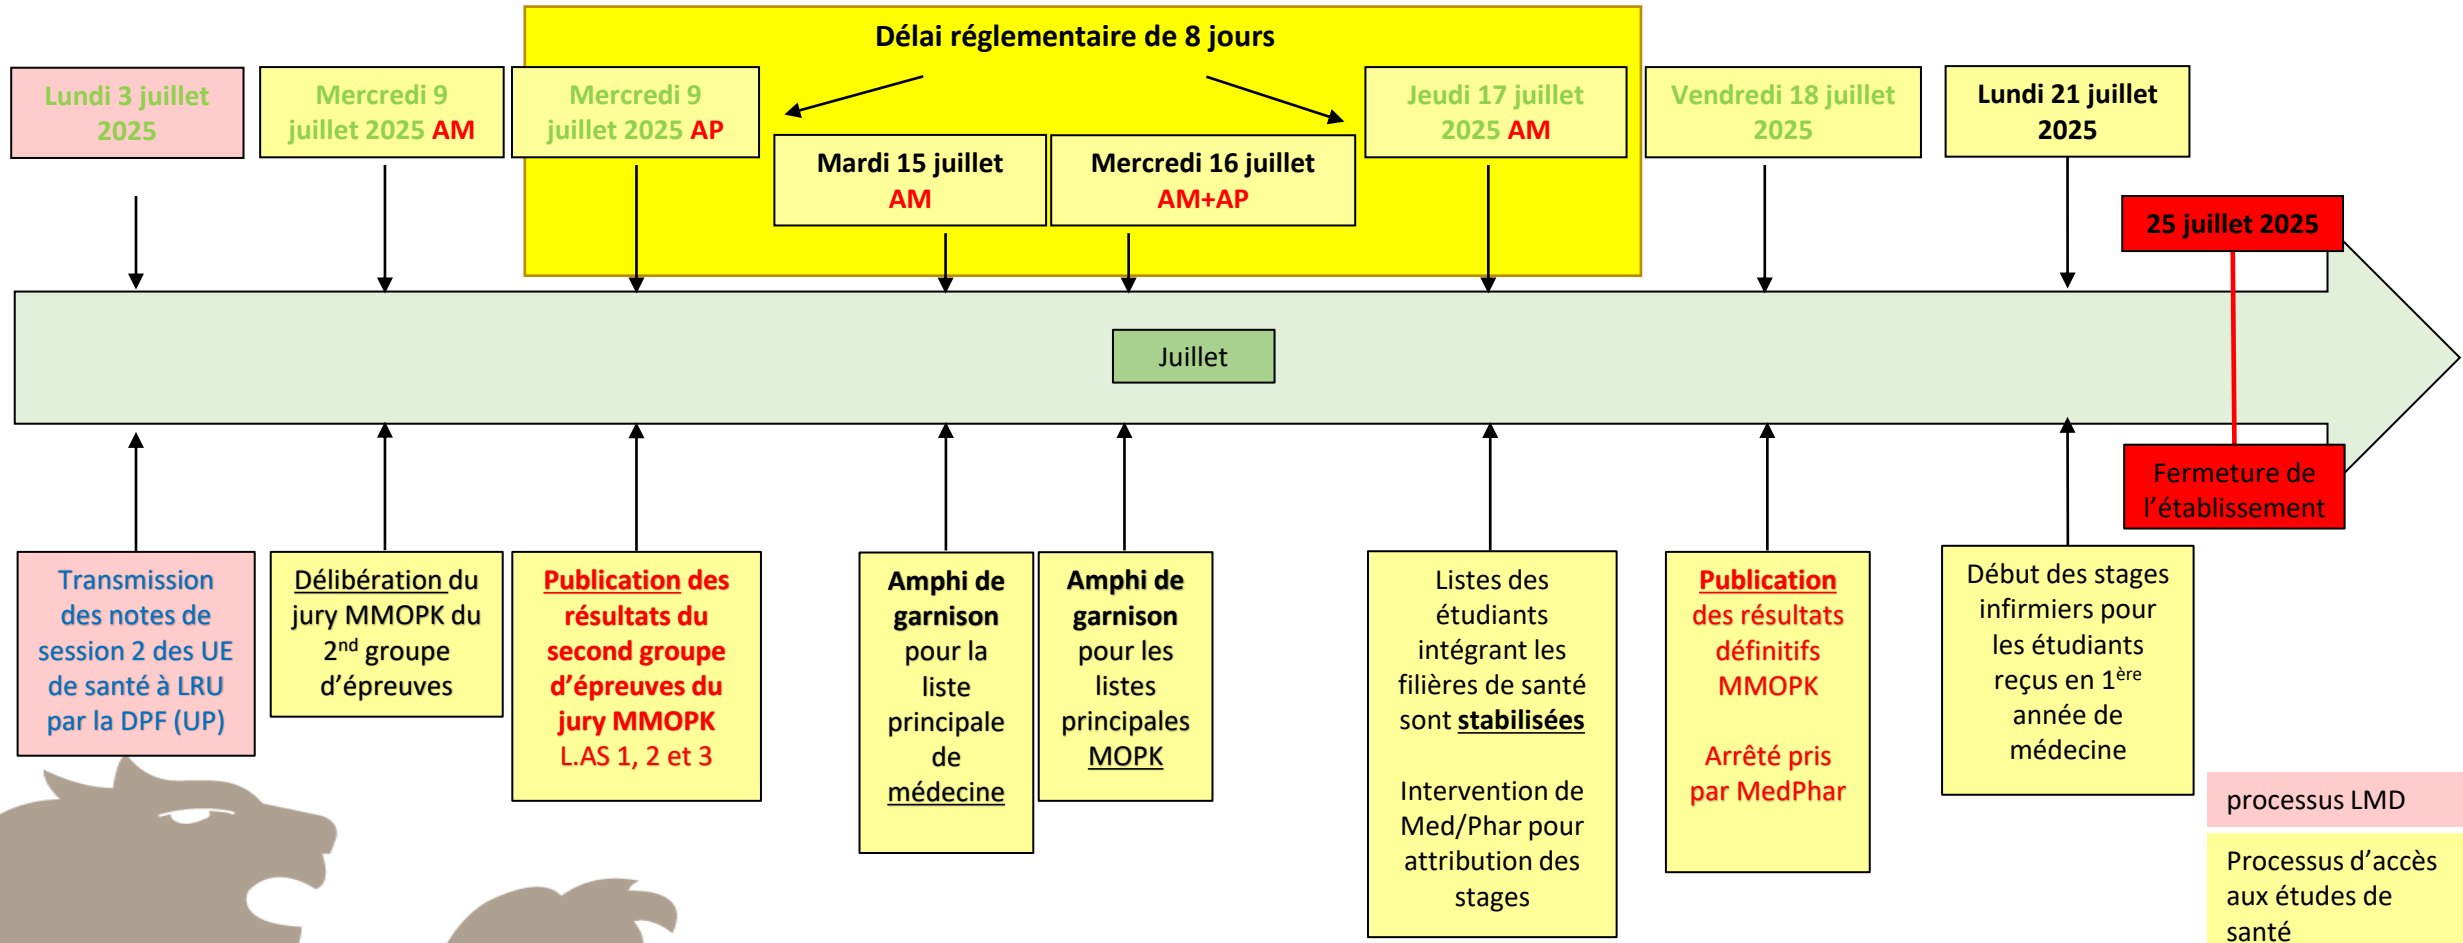 Délai réglementaire de 8 jours
Lundi 3 juillet
2025
Mercredi 9
juillet 2025 AM
Mercredi 9
juillet 2025 AP
Mardi 15 juillet
AM
Mercredi 16 juillet
AM+AP
Jeudi 17 juillet
2025 AM
Vendredi 18 juillet
2025
Lundi 21 juillet
2025
25 juillet 2025
Juillet
Fermeture de
l’établissement
Transmission
des notes de
session 2 des UE
de santé à LRU
par la DPF (UP)
Délibération du
jury MMOPK du
2nd groupe
d’épreuves
Publication des
résultats du
second groupe
d’épreuves du
jury MMOPK
L.AS 1, 2 et 3
Amphi de
garnison
pour la
liste
principale
de
médecine
Amphi de
garnison
pour les
listes
principales
MOPK
Listes des
étudiants
intégrant les
filières de santé
sont stabilisées
Intervention de
Med/Phar pour
attribution des
stages
Publication
des résultats
définitifs
MMOPK
Arrêté pris
par MedPhar
Début des stages
infirmiers pour
les étudiants
reçus en 1ère
année de
médecine
processus LMD
Processus d’accès
aux études de
santé